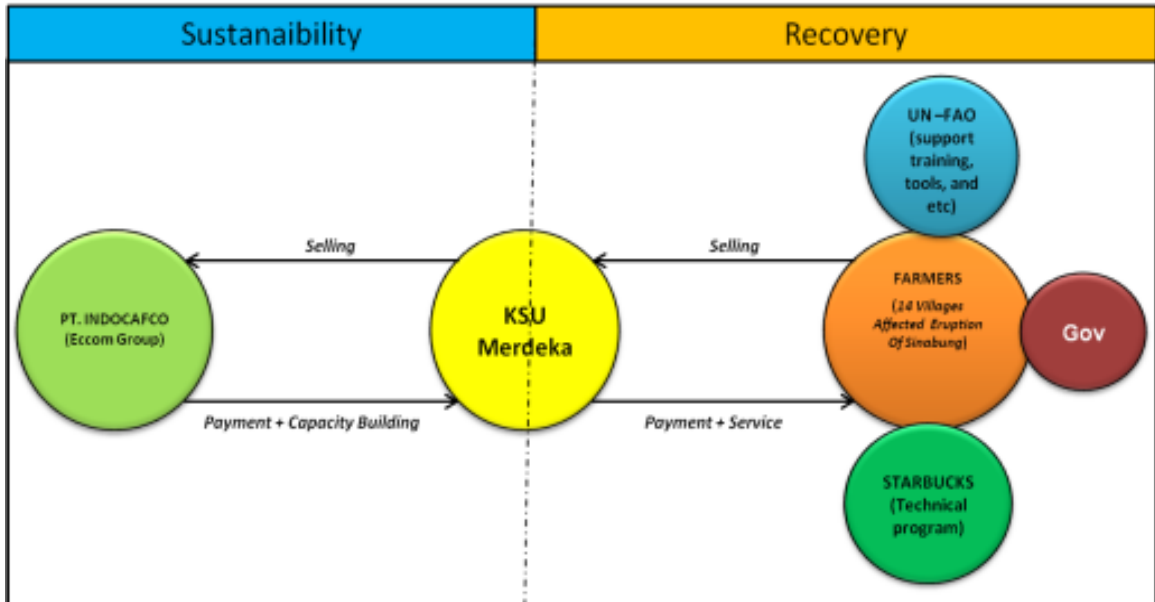 Sustanaibility
Recovery
UN –FAO
(support
training,
tools, and
etc)
Selling
Selling
FARMERS
(14 Villages
Affected Eruption
Of Sinabung)
PT. INDOCAFCO
(Eccom Group)
KSU
Merdeka
Gov
Payment + Capacity Building
Payment + Service
STARBUCKS
(Technical
program)